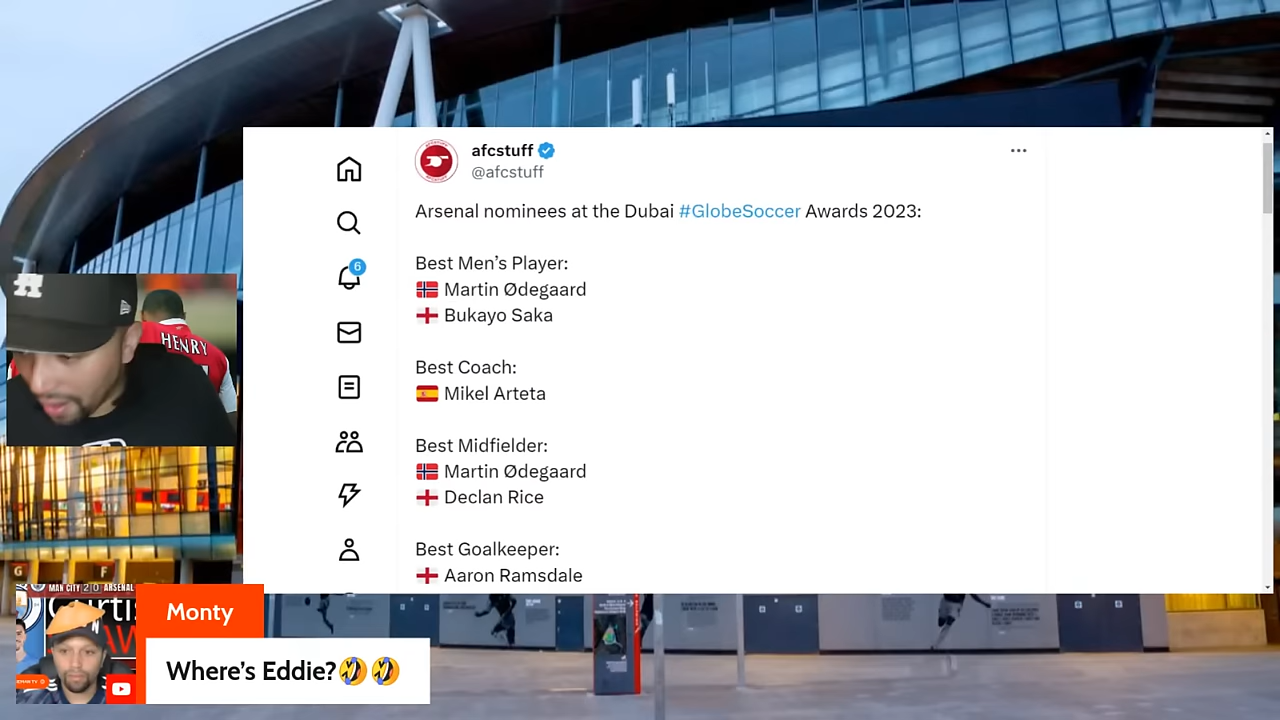 afcstuff
@afcstuff
Arsenal nominees at the Dubai #GlobeSoccer Awards 2023:
Best Men’s Player:
Martin Ødegaard
Bukayo Saka
Best Coach:
Mikel Arteta
Best Midfielder:
Martin Ødegaard
Declan Rice
Best Goalkeeper:
Aaron Ramsdale
6
HENRY
G
F
MAN CITY 2-0 ARSENAL
Monty
Where’s Eddie?🤣🤣